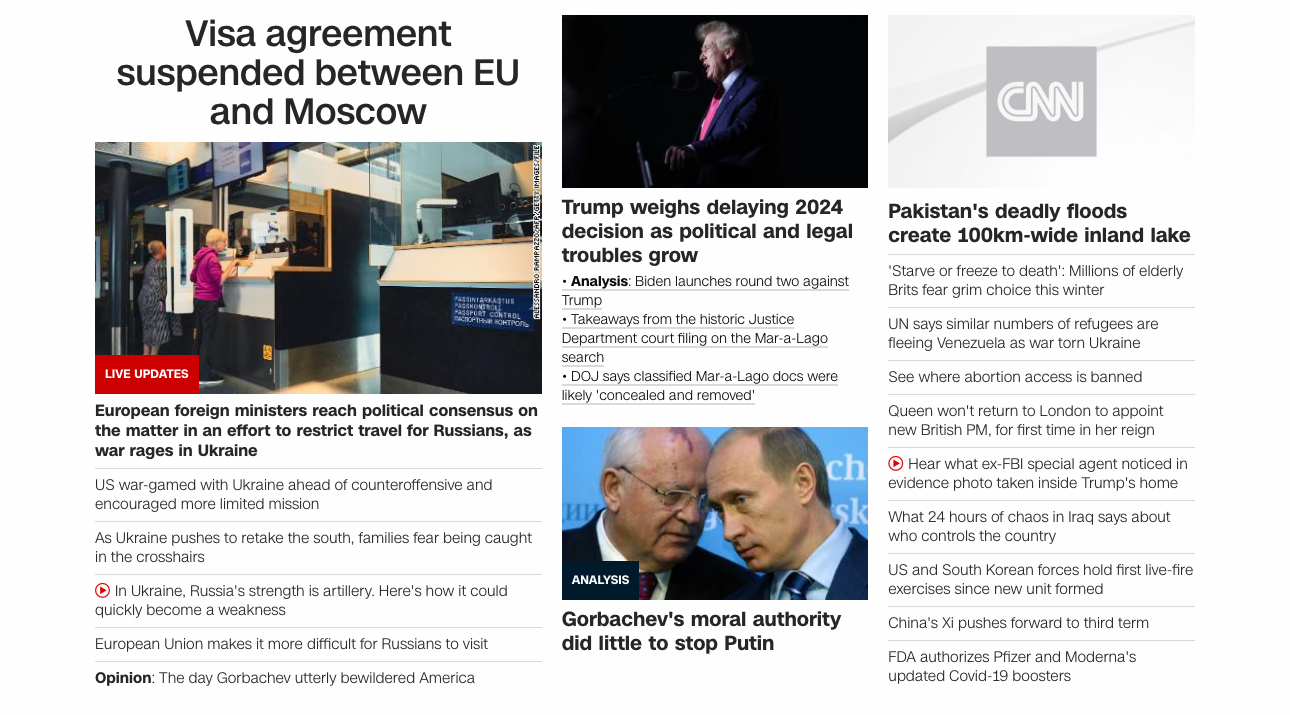 Visa agreement
suspended between EU
and Moscow
ALESSANDRO RAMPAZZO/AFP/GETTY IMAGES/FILE
PASSINTARKASTUS
PASSKONTROLL
PASSPORT CONTROL
ПАСПОРТНЫЙ КОНТРОЛЬ
LIVE UPDATES
European foreign ministers reach political consensus on
the matter in an effort to restrict travel for Russians, as
war rages in Ukraine
US war-gamed with Ukraine ahead of counteroffensive and
encouraged more limited mission
As Ukraine pushes to retake the south, families fear being caught
in the crosshairs
In Ukraine, Russia's strength is artillery. Here's how it could
quickly become a weakness
European Union makes it more difficult for Russians to visit
Opinion: The day Gorbachev utterly bewildered America
Trump weighs delaying 2024
decision as political and legal
troubles grow
• Analysis: Biden launches round two against
Trump
• Takeaways from the historic Justice
Department court filing on the Mar-a-Lago
search
• DOJ says classified Mar-a-Lago docs were
likely 'concealed and removed'
ch
sk
ANALYSIS
Gorbachev's moral authority
did little to stop Putin
CNN
Pakistan's deadly floods
create 100km-wide inland lake
'Starve or freeze to death': Millions of elderly
Brits fear grim choice this winter
UN says similar numbers of refugees are
fleeing Venezuela as war torn Ukraine
See where abortion access is banned
Queen won't return to London to appoint
new British PM, for first time in her reign
Hear what ex-FBI special agent noticed in
evidence photo taken inside Trump's home
What 24 hours of chaos in Iraq says about
who controls the country
US and South Korean forces hold first live-fire
exercises since new unit formed
China's Xi pushes forward to third term
FDA authorizes Pfizer and Moderna's
updated Covid-19 boosters